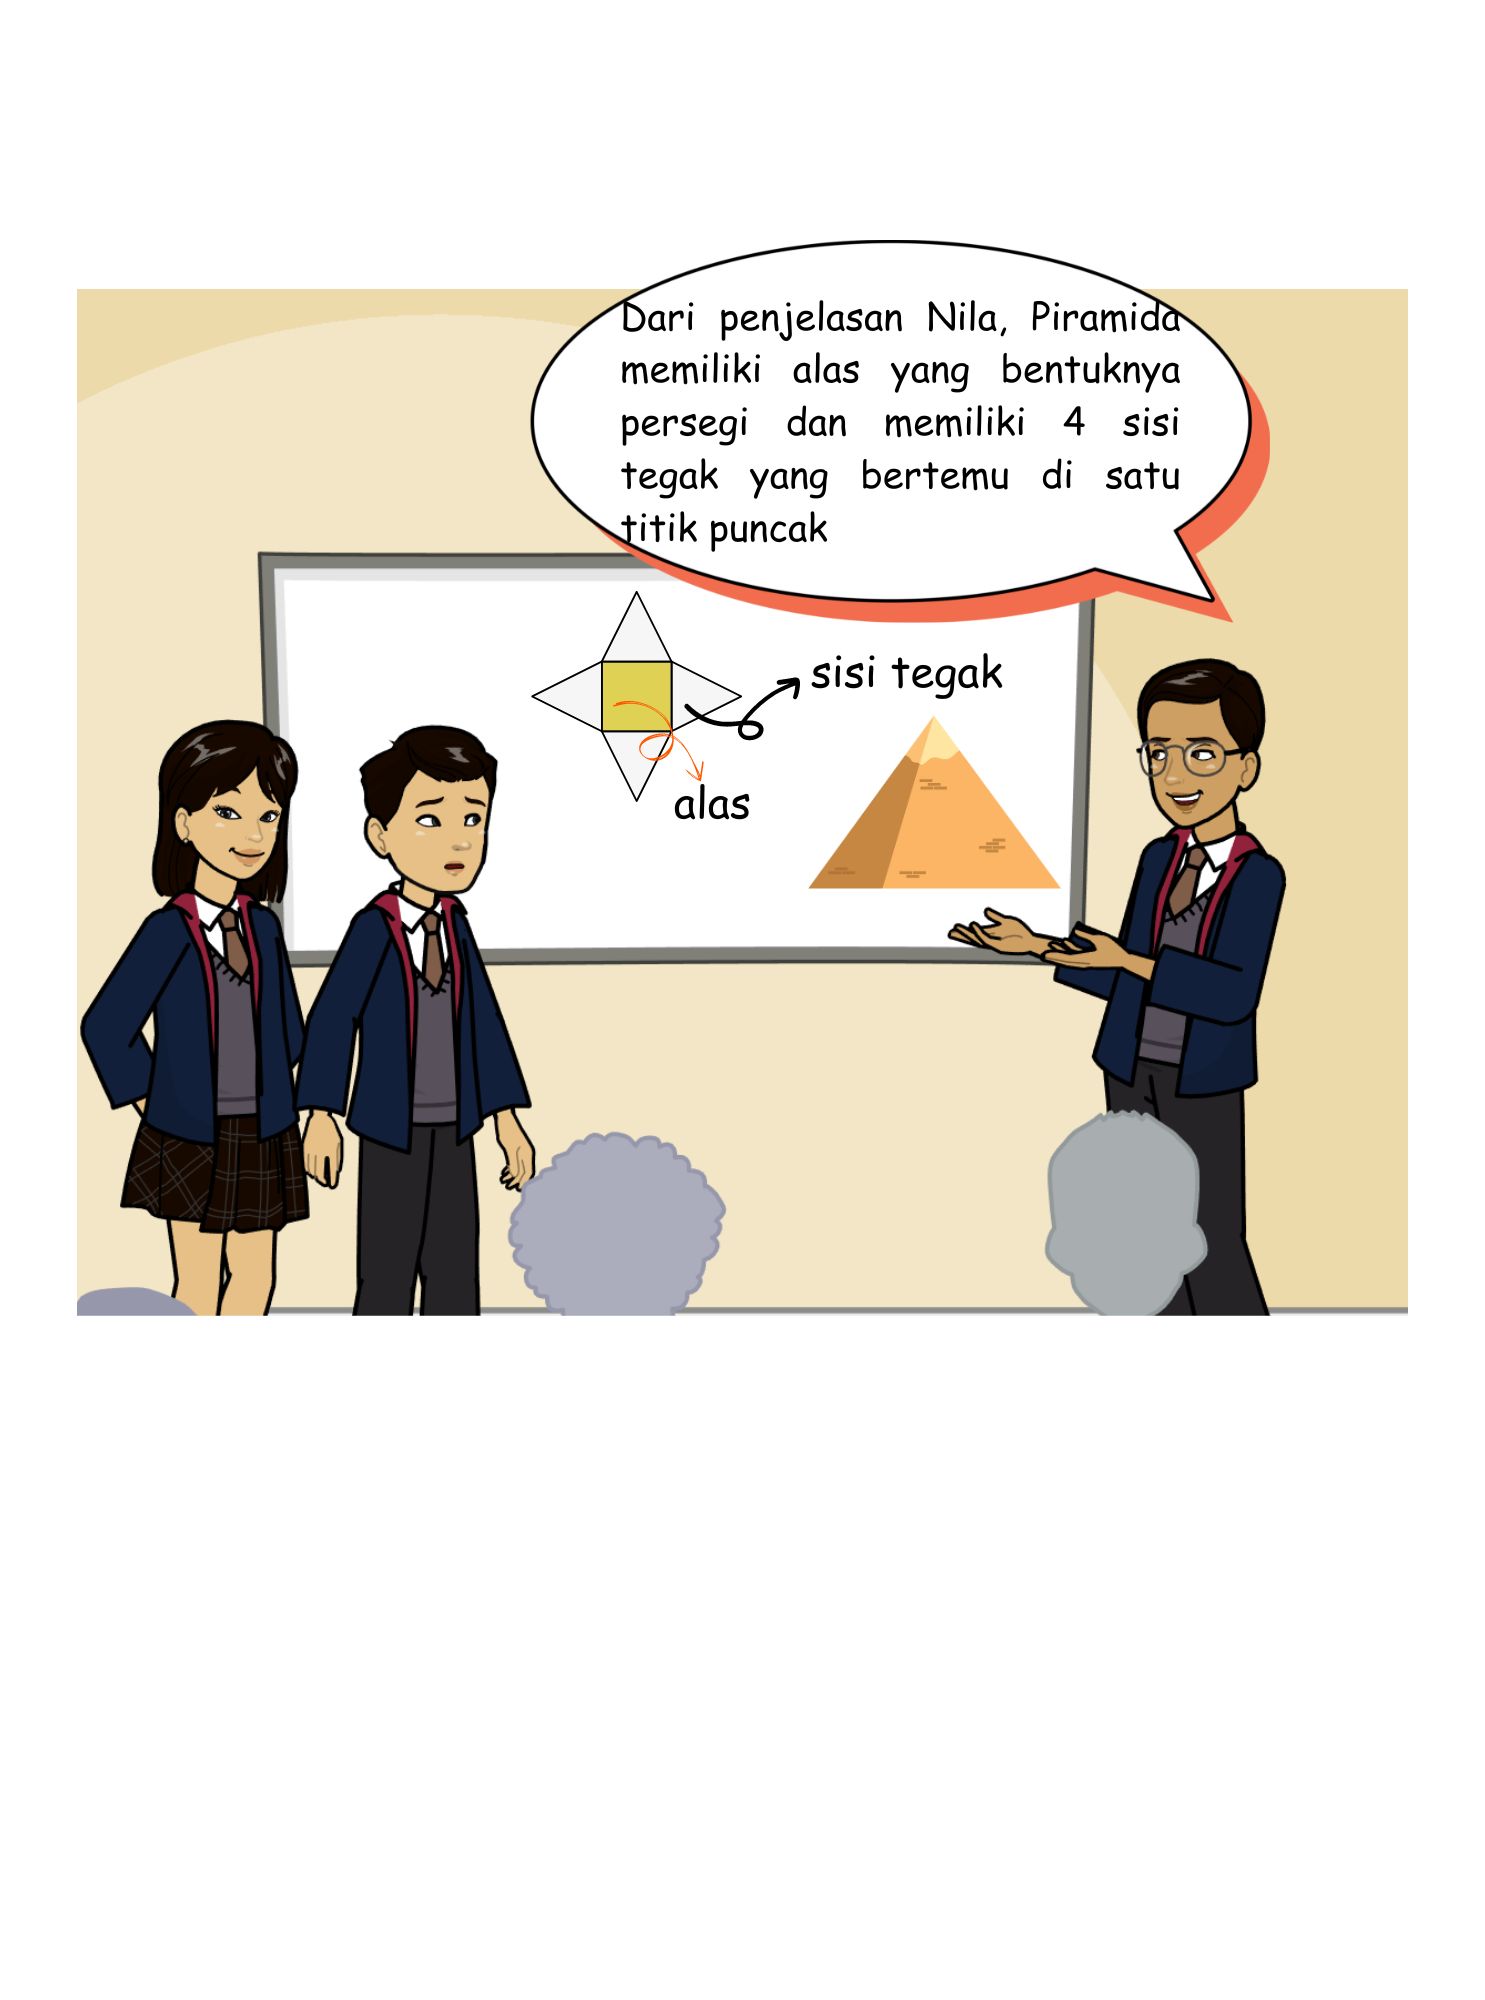 Dari penjelasan Nila, Piramida
memiliki alas yang bentuknya
persegi dan memiliki 4 sisi
tegak yang bertemu di satu
titik puncak
sisi tegak
alas